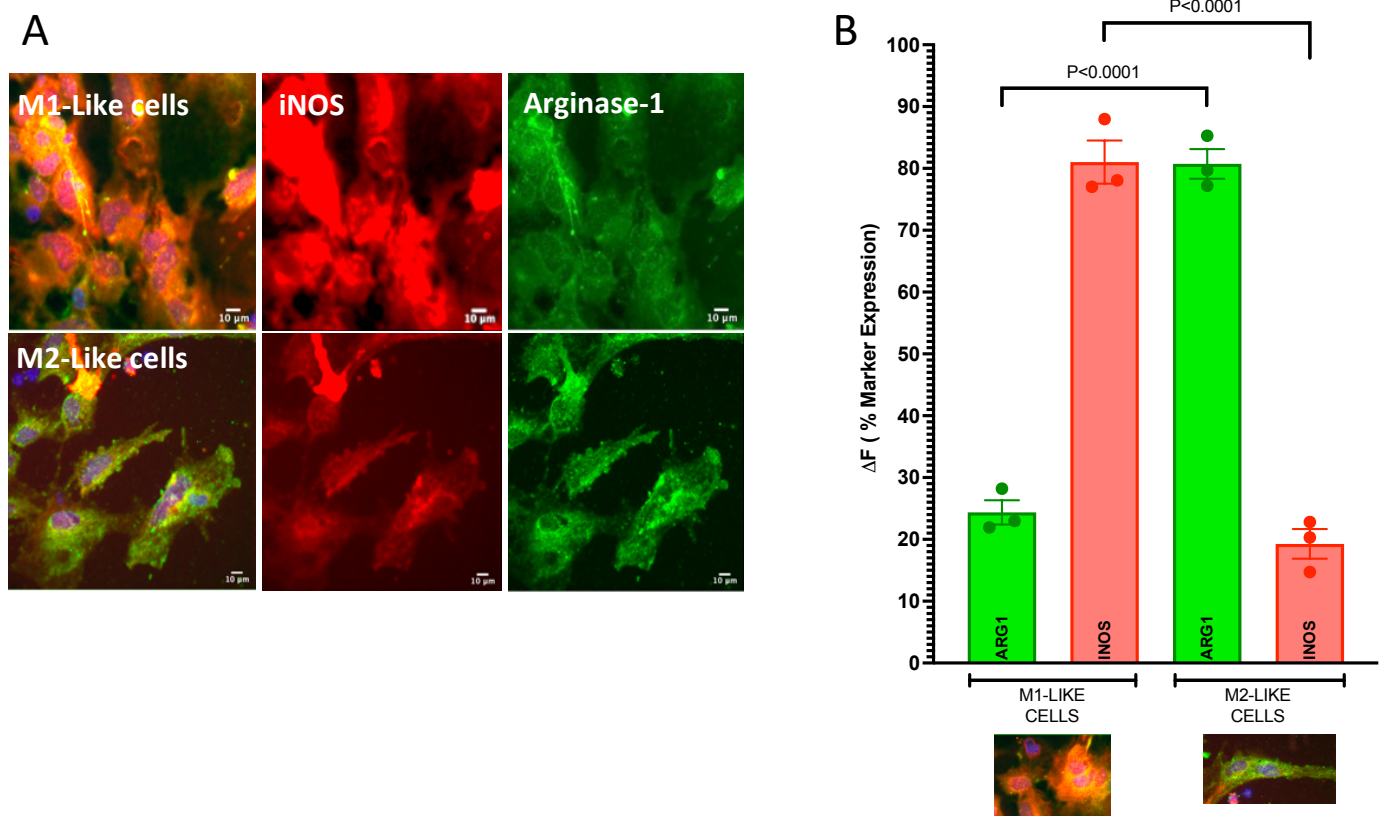 A
M1-Like cells
iNOS
Arginase-1
10 µm
10 µm
10 µm
M2-Like cells
10 µm
10 µm
10 µm
B
P<0.0001
P<0.0001
100
90
80
70
60
50
40
30
20
10
0
ΔF ( % Marker Expression)
ARG1
INOS
ARG1
INOS
M1-LIKE
CELLS
M2-LIKE
CELLS